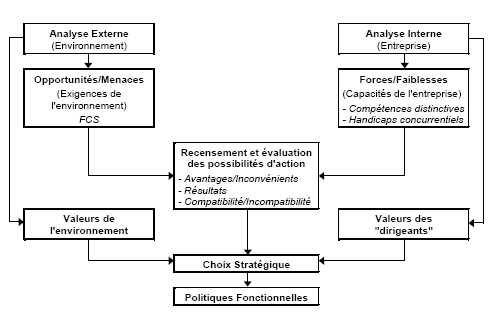 Analyse Externe
(Environnement)
Analyse Interne
(Entreprise)
Opportunités/Menaces
(Exigences de
l'environnement)
FCS
Forces/Faiblesses
(Capacités de l'entreprise)
- Compétences distinctives
- Handicaps concurrentiels
Recensement et évaluation
des possibilités d'action
- Avantages/Inconvénients
- Résultats
- Compatibilité/Incompatibilité
Valeurs de
l'environnement
Valeurs des
"dirigeants"
Choix Stratégique
Politiques Fonctionnelles